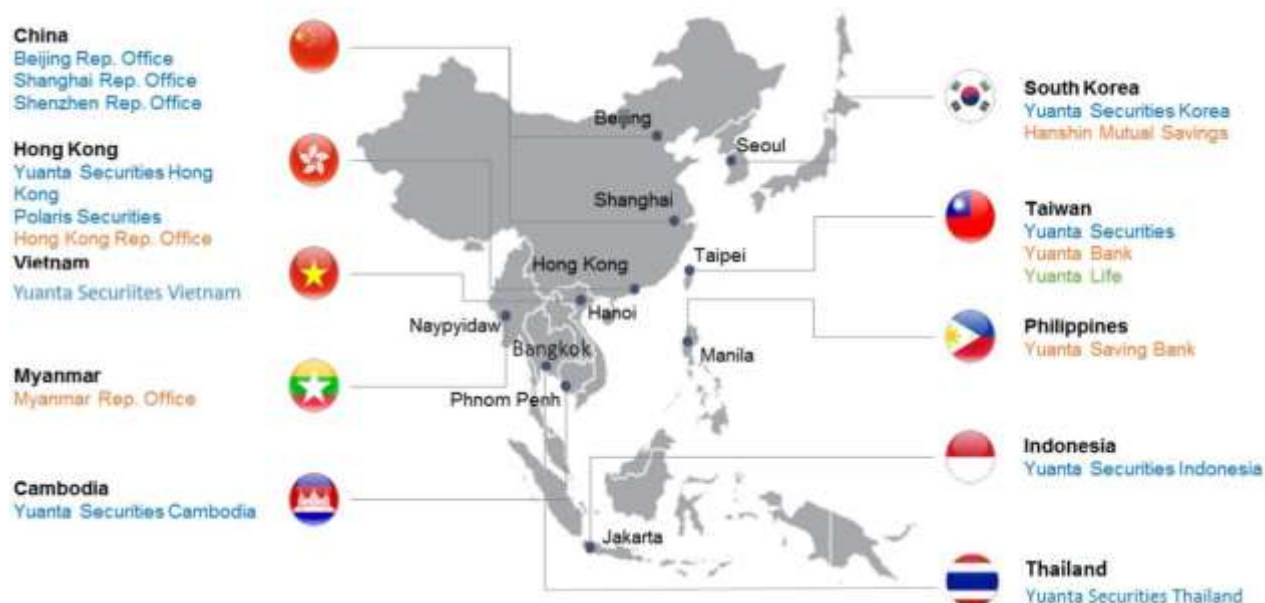 China
Beijing Rep. Office
Shanghai Rep. Office
Shenzhen Rep. Office
Hong Kong
Yuanta Securities Hong
Kong
Polaris Securities
Hong Kong Rep. Office
Vietnam
Yuanta Securiites Vietnam
Myanmar
Myanmar Rep. Office
Cambodia
Yuanta Securities Cambodia
Beijing
Seoul
Shanghai
Taipei
Hong Kong
Hanoi
Naypyidaw
Bangkok
Manila
Phnom Penh
Jakarta
South Korea
Yuanta Securities Korea
Hanshin Mutual Savings
Taiwan
Yuanta Securities
Yuanta Bank
Yuanta Life
Philippines
Yuanta Saving Bank
Indonesia
Yuanta Securities Indonesia
Thailand
Yuanta Securities Thailand